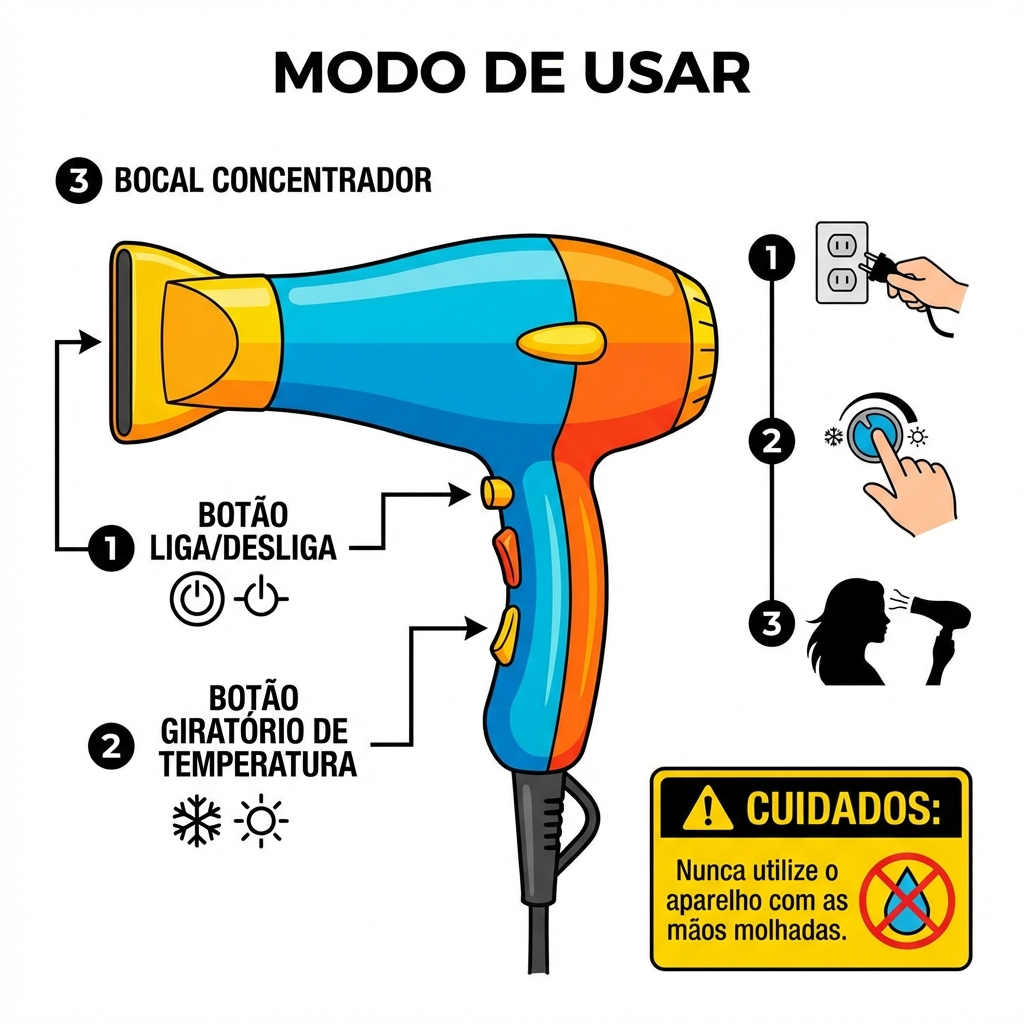 MODO DE USAR
3 BOCAL CONCENTRADOR
1 BOTÃO
LIGA/DESLIGA
2 BOTÃO
GIRATÓRIO DE
TEMPERATURA
1
2
3
CUIDADOS:
Nunca utilize o
aparelho com as
mãos molhadas.